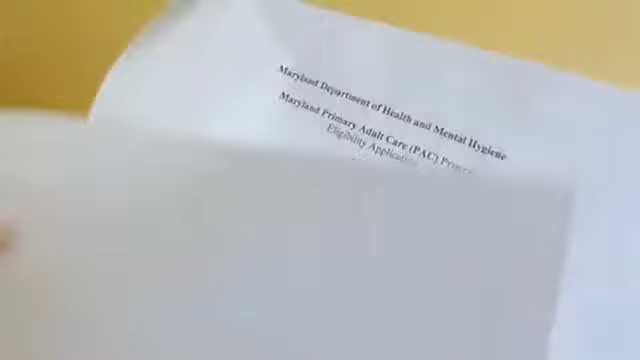 Maryland Department of Health and Mental Hygiene
Maryland Primary Adult Care (PAC)
Eligibility Application